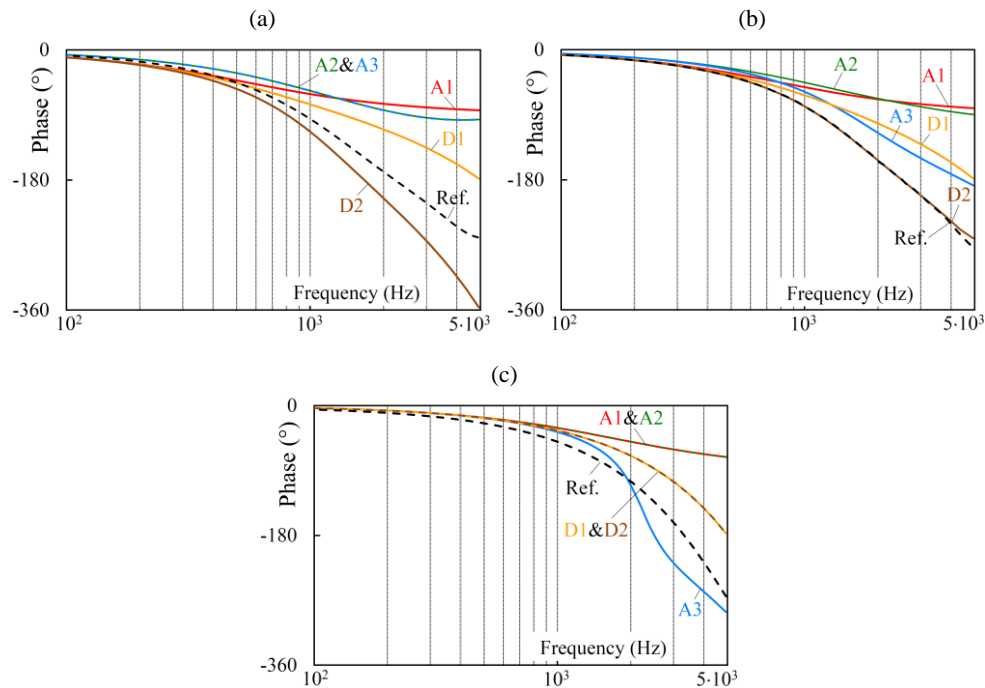 (a)
0
-180
-360
Phase (°)
A2&A3
A1
D1
Ref.
D2
Frequency (Hz)
10²
10³
5·10³
(b)
0
-180
-360
Phase (°)
A2
A1
A3
D1
D2
Ref.
Frequency (Hz)
10²
10³
5·10³
(c)
0
-180
-360
Phase (°)
A1&A2
Ref.
D1&D2
A3
Frequency (Hz)
10²
10³
5·10³